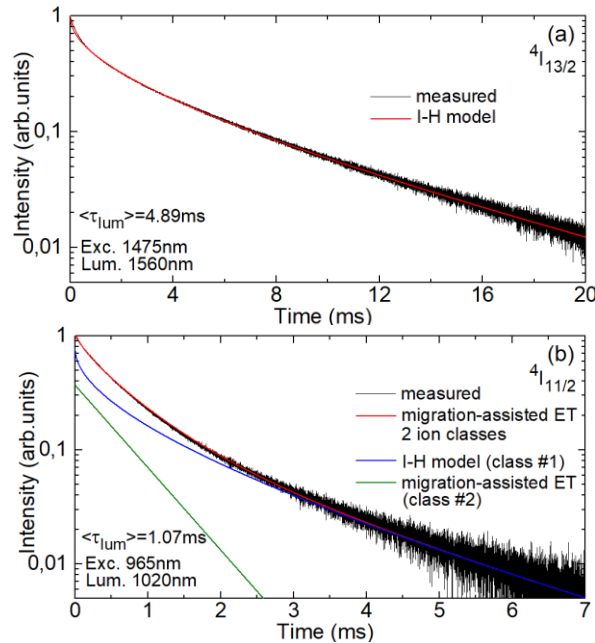 (a)
⁴I₁₃/₂
measured
I-H model
<τlum>=4.89ms
Exc. 1475nm
Lum. 1560nm
Intensity (arb.units)
1
0,1
0,01
0 4 8 12 16 20
Time (ms)
(b)
⁴I₁₁/₂
measured
migration-assisted ET
2 ion classes
I-H model (class #1)
migration-assisted ET
(class #2)
<τlum>=1.07ms
Exc. 965nm
Lum. 1020nm
Intensity (arb.units)
1
0,1
0,01
0 1 2 3 4 5 6 7
Time (ms)